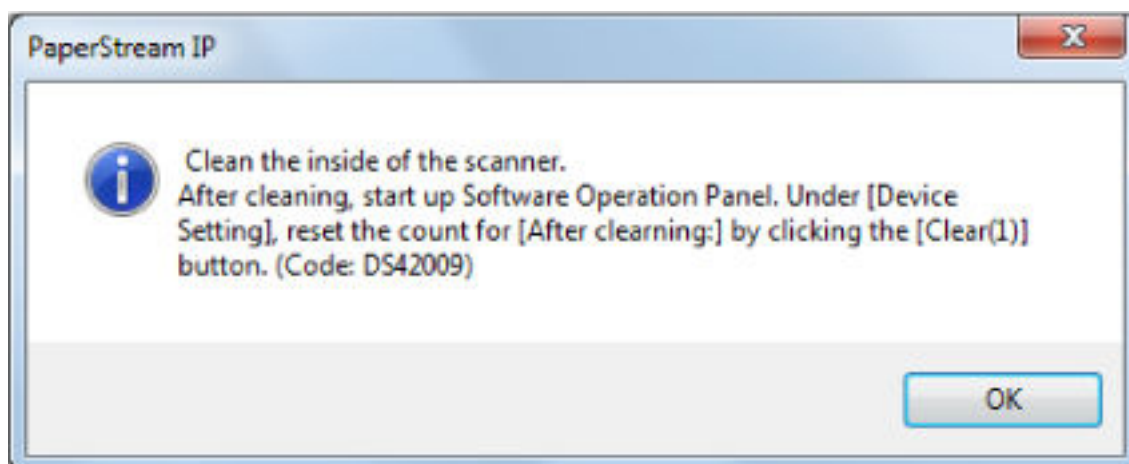 PaperStream IP
Clean the inside of the scanner.
After cleaning, start up Software Operation Panel. Under [Device
Setting], reset the count for [After clearning:] by clicking the [Clear(1)]
button. (Code: DS42009)
OK